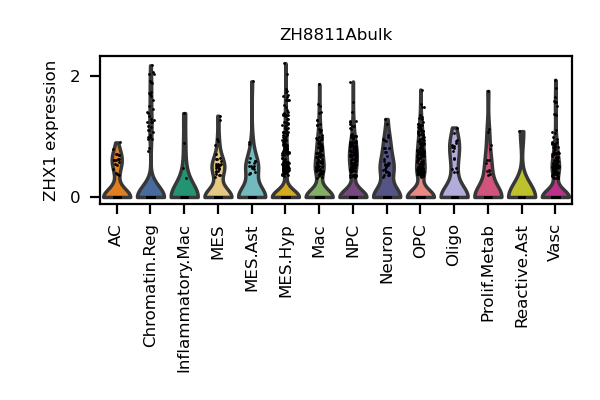 ZH8811Abulk
ZHX1 expression
2
0
AC
Chromatin.Reg
Inflammatory.Mac
MES
MES.Ast
MES.Hyp
Mac
NPC
Neuron
OPC
Oligo
Prolif.Metab
Reactive.Ast
Vasc